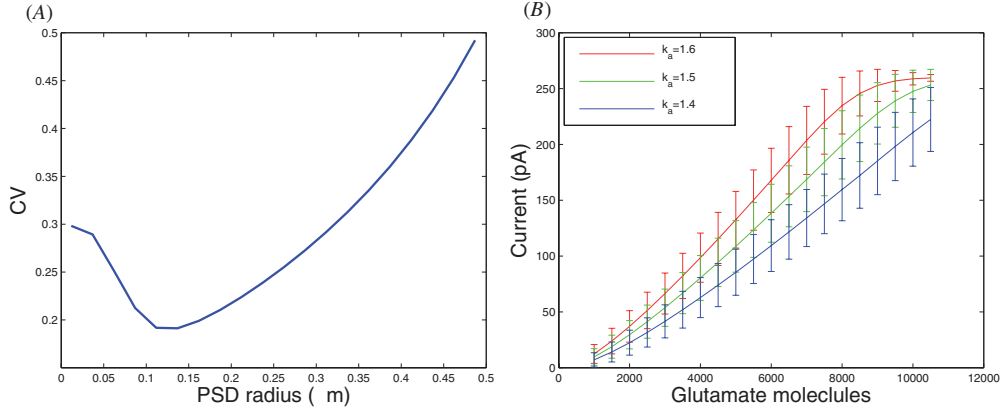 (A)
0.5
0.45
0.4
0.35
0.3
0.25
0.2
CV
0 0.05 0.1 0.15 0.2 0.25 0.3 0.35 0.4 0.45 0.5
PSD radius ( m)
(B)
300
250
200
150
100
50
0
Current (pA)
k_a=1.6
k_a=1.5
k_a=1.4
0 2000 4000 6000 8000 10000 12000
Glutamate moleclules